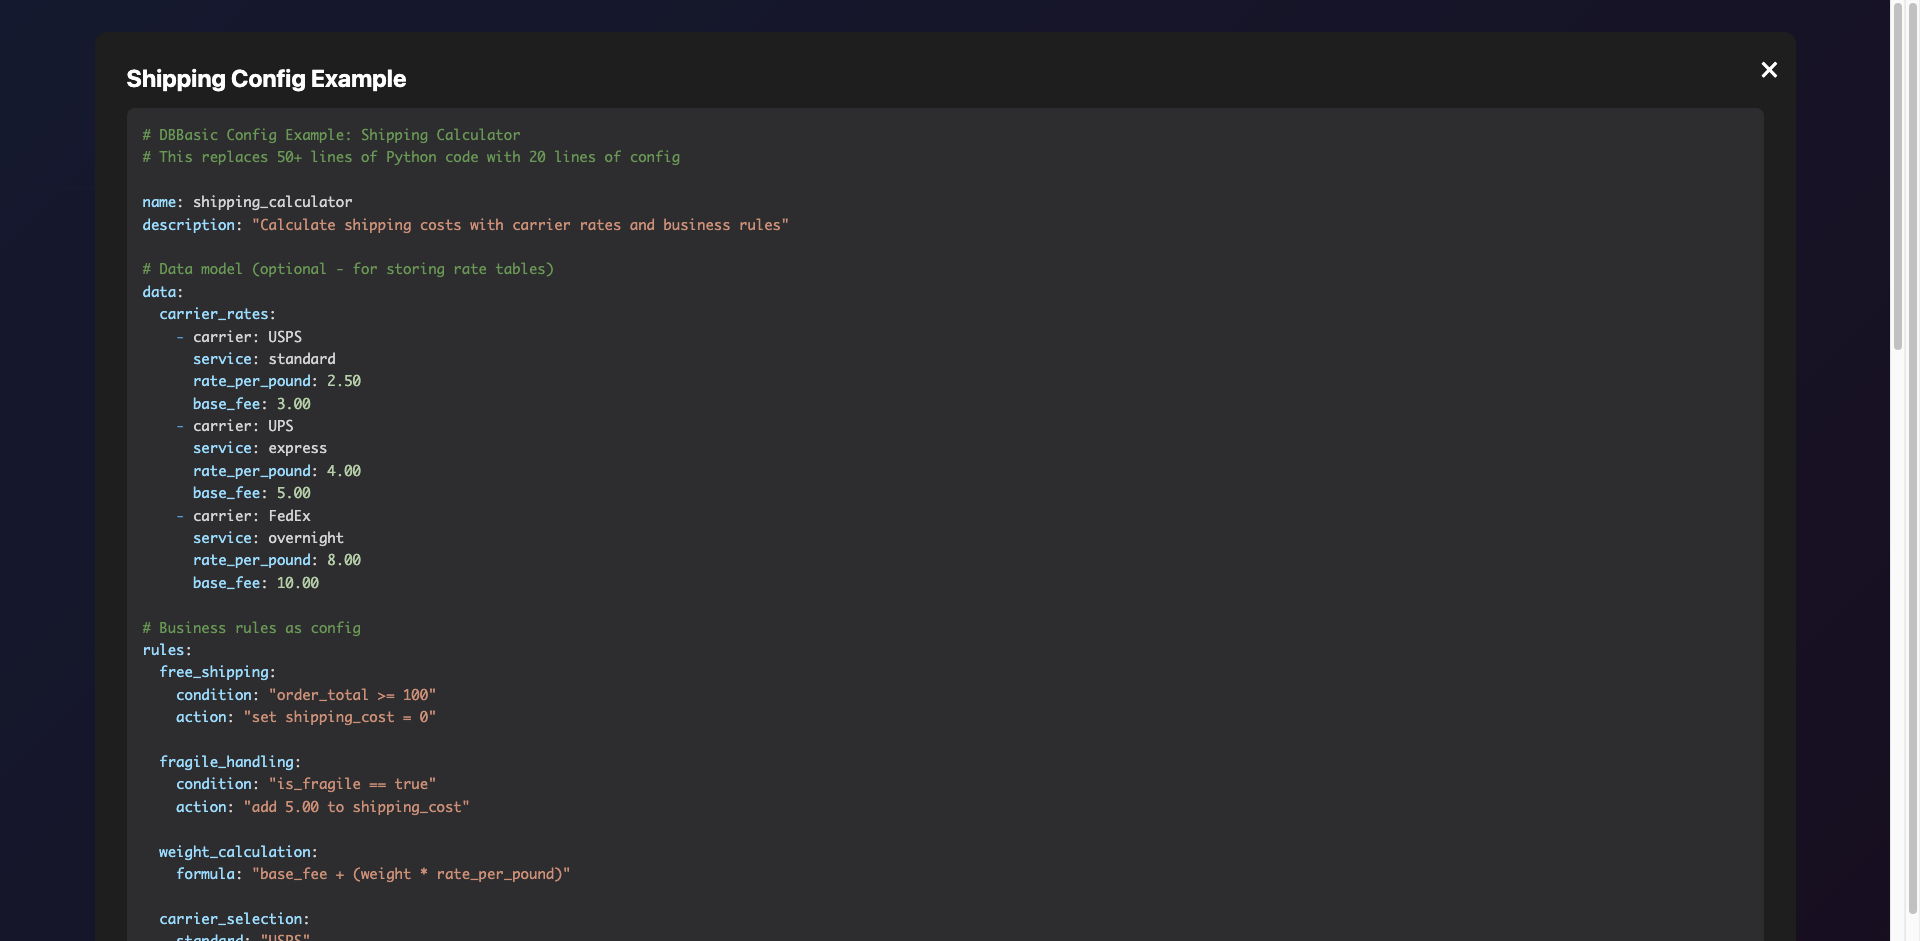 Shipping Config Example
# DBBasic Config Example: Shipping Calculator
# This replaces 50+ lines of Python code with 20 lines of config
name: shipping_calculator
description: "Calculate shipping costs with carrier rates and business rules"
# Data model (optional - for storing rate tables)
data:
  carrier_rates:
    - carrier: USPS
      service: standard
      rate_per_pound: 2.50
      base_fee: 3.00
    - carrier: UPS
      service: express
      rate_per_pound: 4.00
      base_fee: 5.00
    - carrier: FedEx
      service: overnight
      rate_per_pound: 8.00
      base_fee: 10.00
# Business rules as config
rules:
  free_shipping:
    condition: "order_total >= 100"
    action: "set shipping_cost = 0"
  fragile_handling:
    condition: "is_fragile == true"
    action: "add 5.00 to shipping_cost"
  weight_calculation:
    formula: "base_fee + (weight * rate_per_pound)"
  carrier_selection:
    standard: "USPS"